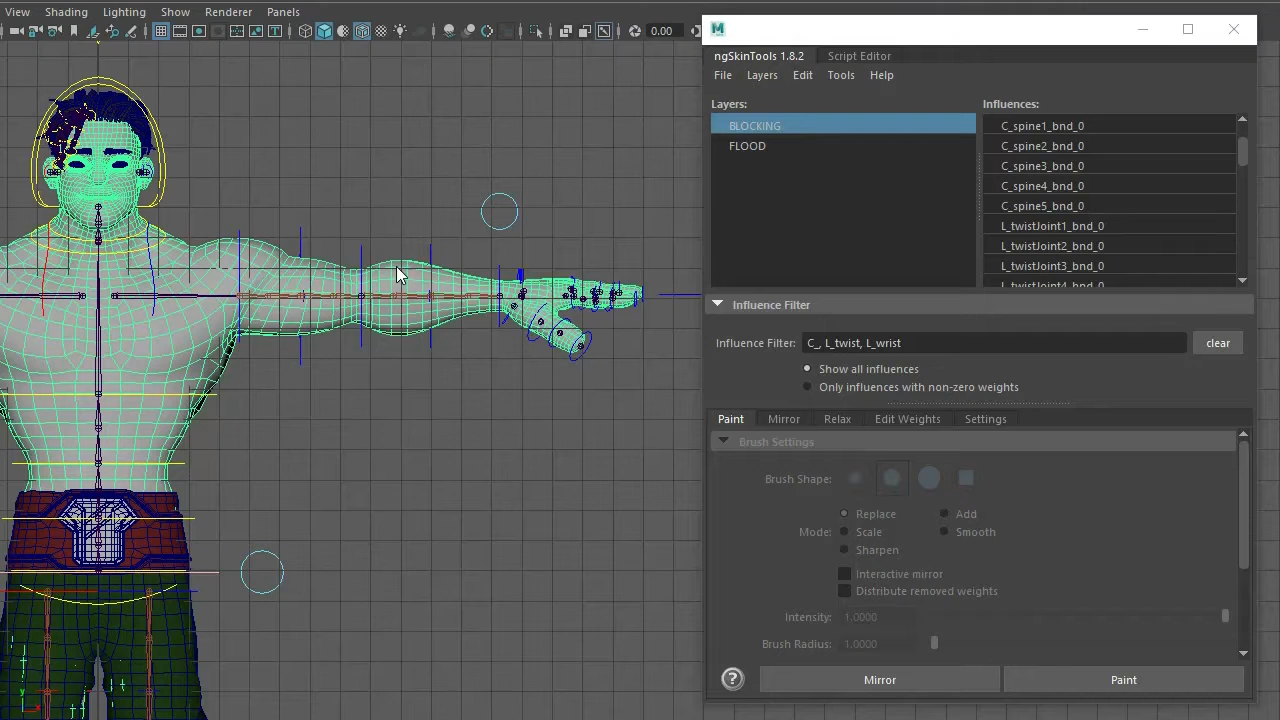 View Shading Lighting Show Renderer Panels
0.00
M
ngSkinTools 1.8.2 Script Editor
File Layers Edit Tools Help
Layers: Influences:
BLOCKING
FLOOD
C_spine1_bnd_0
C_spine2_bnd_0
C_spine3_bnd_0
C_spine4_bnd_0
C_spine5_bnd_0
L_twistJoint1_bnd_0
L_twistJoint2_bnd_0
L_twistJoint3_bnd_0
L_twistJoint4_bnd_0
Influence Filter
Influence Filter: C_, L_twist, L_wrist clear
Show all influences
Only influences with non-zero weights
Paint Mirror Relax Edit Weights Settings
Brush Settings
Brush Shape:
Replace Add
Mode: Scale Smooth
Sharpen
Interactive mirror
Distribute removed weights
Intensity: 1.0000
Brush Radius: 1.0000
? Mirror Paint
y